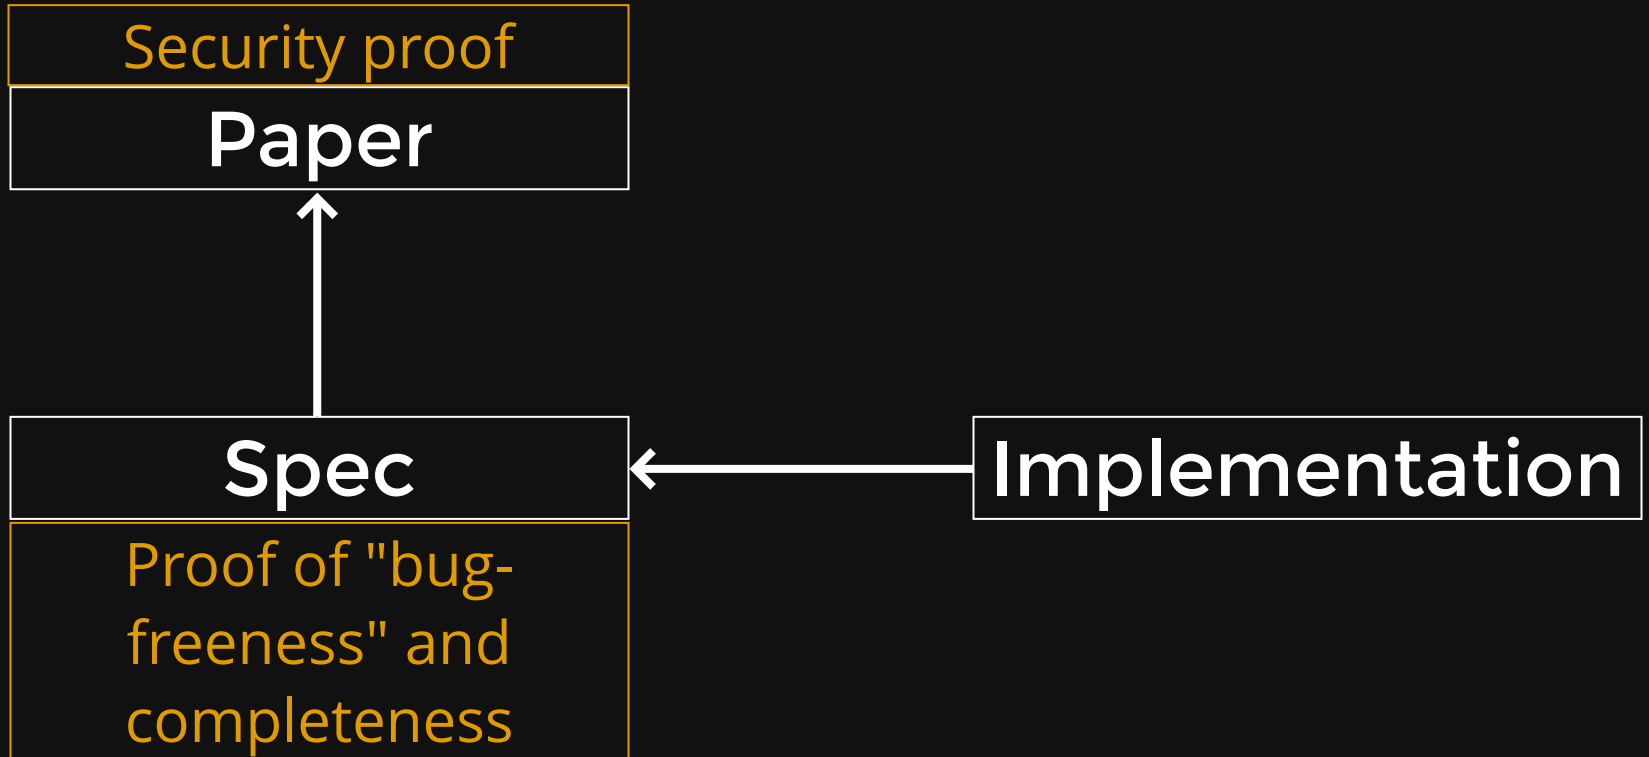 Security proof
Paper
Spec
Implementation
Proof of "bug-
freeness" and
completeness